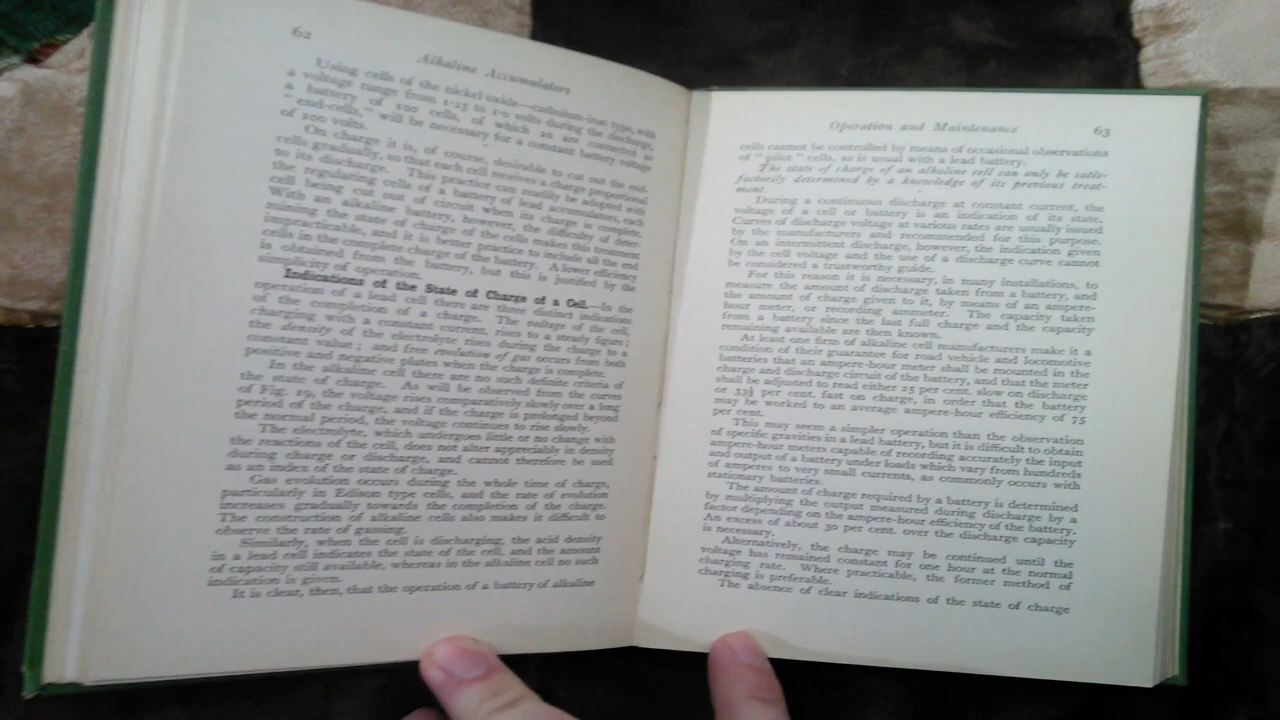 62
Alkaline Accumulators
Using cells of the nickel oxide—cadmium-iron type, with
a voltage range from 1·25 to 1·0 volts during the discharge,
a battery of 100 cells, of which 20 are connected as
"end-cells," will be necessary for a constant battery voltage
of 100 volts.
On charge it is, of course, desirable to cut out the end-
cells gradually, so that each cell receives a charge proportional
to its discharge. This practice can readily be adopted with
the regulating cells of a battery of lead accumulators, each
cell being cut out of circuit when its charge is complete.
With an alkaline battery, however, the difficulty of deter-
mining the state of charge of the cells makes this treatment
impracticable, and it is better practice to include all the end
cells in the complete charge of the battery. A lower efficiency
is obtained from the battery, but this is justified by the
simplicity of operation.
Indications of the State of Charge of a Cell.—In the
operation of a lead cell there are three distinct indications
of the completion of a charge. The voltage of the cell,
charging with a constant current, rises to a steady figure;
the density of the electrolyte rises during the charge to a
constant value; and free evolution of gas occurs from both
positive and negative plates when the charge is complete.
In the alkaline cell there are no such definite criteria of
the state of charge. As will be observed from the curves
of Fig. 19, the voltage rises comparatively slowly over a long
period of the charge, and if the charge is prolonged beyond
the normal period, the voltage continues to rise slowly.
The electrolyte, which undergoes little or no change with
the reactions of the cell, does not alter appreciably in density
during charge or discharge, and cannot therefore be used
as an index of the state of charge.
Gas evolution occurs during the whole time of charge,
particularly in Edison type cells, and the rate of evolution
increases gradually towards the completion of the charge.
The construction of alkaline cells also makes it difficult to
observe the rate of gassing.
Similarly, when the cell is discharging, the acid density
in a lead cell indicates the state of the cell, and the amount
of capacity still available, whereas in the alkaline cell no such
indication is given.
It is clear, then, that the operation of a battery of alkaline
Operation and Maintenance
63
cells cannot be controlled by means of occasional observations
of "pilot" cells, as is usual with a lead battery.
The state of charge of an alkaline cell can only be satis-
factorily determined by a knowledge of its previous treat-
ment.
During a continuous discharge at constant current, the
voltage of a cell or battery is an indication of its state.
Curves of discharge voltage at various rates are usually issued
by the manufacturers and recommended for this purpose.
On an intermittent discharge, however, the indication given
by the cell voltage and the use of a discharge curve cannot
be considered a trustworthy guide.
For this reason it is necessary, in many installations, to
measure the amount of discharge taken from a battery, and
the amount of charge given to it, by means of an ampere-
hour meter, or recording ammeter. The capacity taken
from a battery since the last full charge and the capacity
remaining available are then known.
At least one firm of alkaline cell manufacturers make it a
condition of their guarantee for road vehicle and locomotive
batteries that an ampere-hour meter shall be mounted in the
charge and discharge circuit of the battery, and that the meter
shall be adjusted to read either 25 per cent. slow on discharge
or 33⅓ per cent. fast on charge, in order that the battery
may be worked to an average ampere-hour efficiency of 75
per cent.
This may seem a simpler operation than the observation
of specific gravities in a lead battery, but it is difficult to obtain
ampere-hour meters capable of recording accurately the input
and output of a battery under loads which vary from hundreds
of amperes to very small currents, as commonly occurs with
stationary batteries.
The amount of charge required by a battery is determined
by multiplying the output measured during discharge by a
factor depending on the ampere-hour efficiency of the battery.
An excess of about 30 per cent. over the discharge capacity
is necessary.
Alternatively, the charge may be continued until the
voltage has remained constant for one hour at the normal
charging rate. Where practicable, the former method of
charging is preferable.
The absence of clear indications of the state of charge